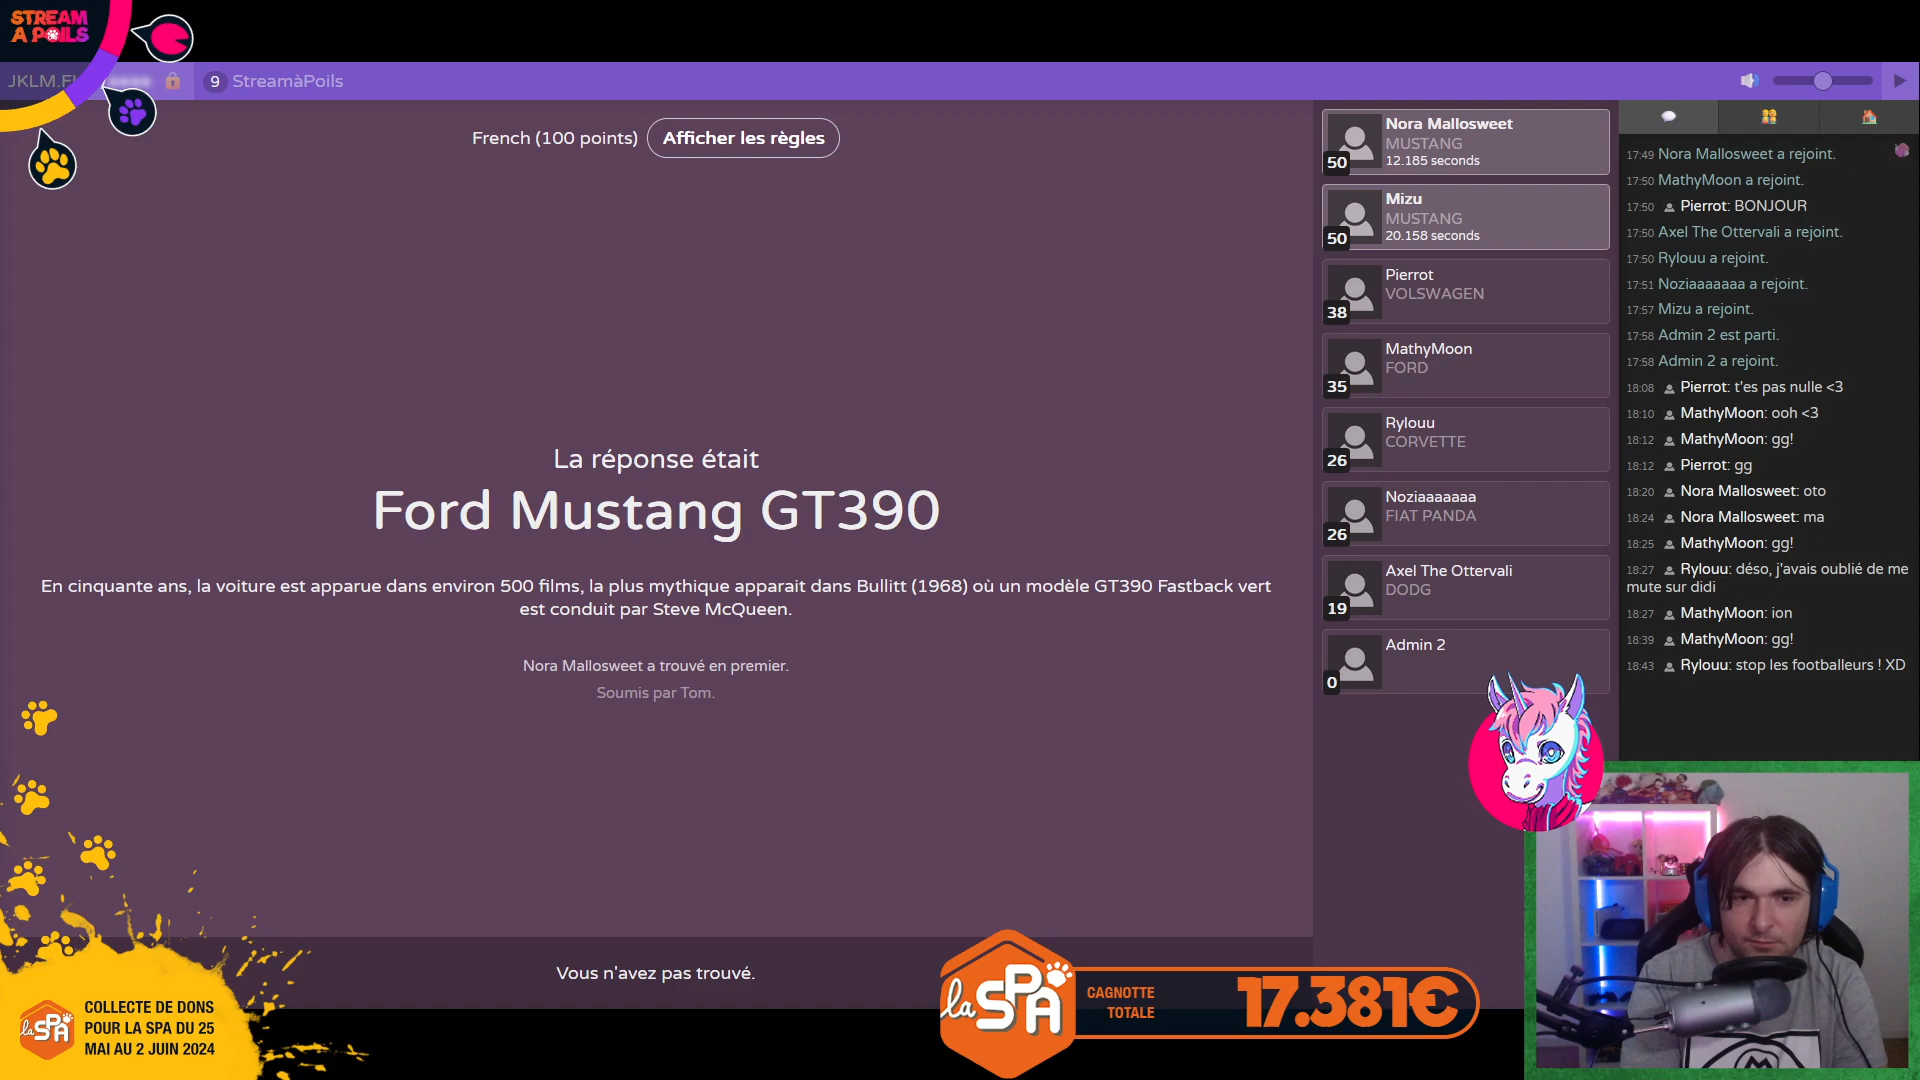 STREAM
A POILS
JKLM.F
9 StreamàPoils
French (100 points) Afficher les règles
La réponse était
Ford Mustang GT390
En cinquante ans, la voiture est apparue dans environ 500 films, la plus mythique apparait dans Bullitt (1968) où un modèle GT390 Fastback vert
est conduit par Steve McQueen.
Nora Mallosweet a trouvé en premier.
Soumis par Tom.
Vous n'avez pas trouvé.
Nora Mallosweet
MUSTANG
12.185 seconds
50
Mizu
MUSTANG
20.158 seconds
50
Pierrot
VOLSWAGEN
38
MathyMoon
FORD
35
Rylouu
CORVETTE
26
Noziaaaaaaa
FIAT PANDA
26
Axel The Ottervali
DODG
19
Admin 2
0
17:49 Nora Mallosweet a rejoint.
17:50 MathyMoon a rejoint.
17:50 Pierrot: BONJOUR
17:50 Axel The Ottervali a rejoint.
17:50 Rylouu a rejoint.
17:51 Noziaaaaaaa a rejoint.
17:57 Mizu a rejoint.
17:58 Admin 2 est parti.
17:58 Admin 2 a rejoint.
18:08 Pierrot: t'es pas nulle <3
18:10 MathyMoon: ooh <3
18:12 MathyMoon: gg!
18:12 Pierrot: gg
18:20 Nora Mallosweet: oto
18:24 Nora Mallosweet: ma
18:25 MathyMoon: gg!
18:27 Rylouu: déso, j'avais oublié de me
mute sur didi
18:27 MathyMoon: ion
18:39 MathyMoon: gg!
18:43 Rylouu: stop les footballeurs ! XD
la SPA
COLLECTE DE DONS
POUR LA SPA DU 25
MAI AU 2 JUIN 2024
la SPA
CAGNOTTE
TOTALE
17.381€